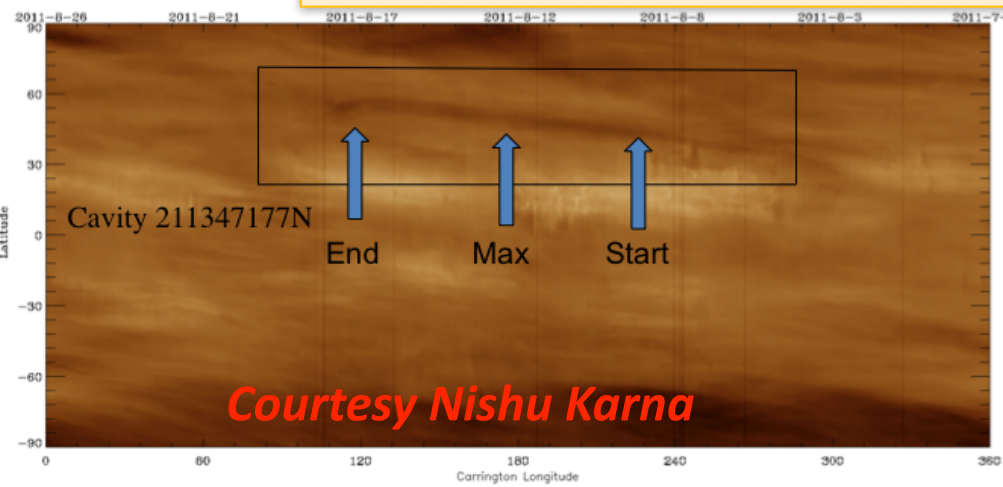 2011-8-26 2011-8-21 2011-8-17 2011-8-12 2011-8-8 2011-8-3
90
60
30
Cavity 211347177N
0
Latitude
End Max Start
-30
-60
Courtesy Nishu Karna
-90
0 60 120 180 240 300 360
Carrington Longitude